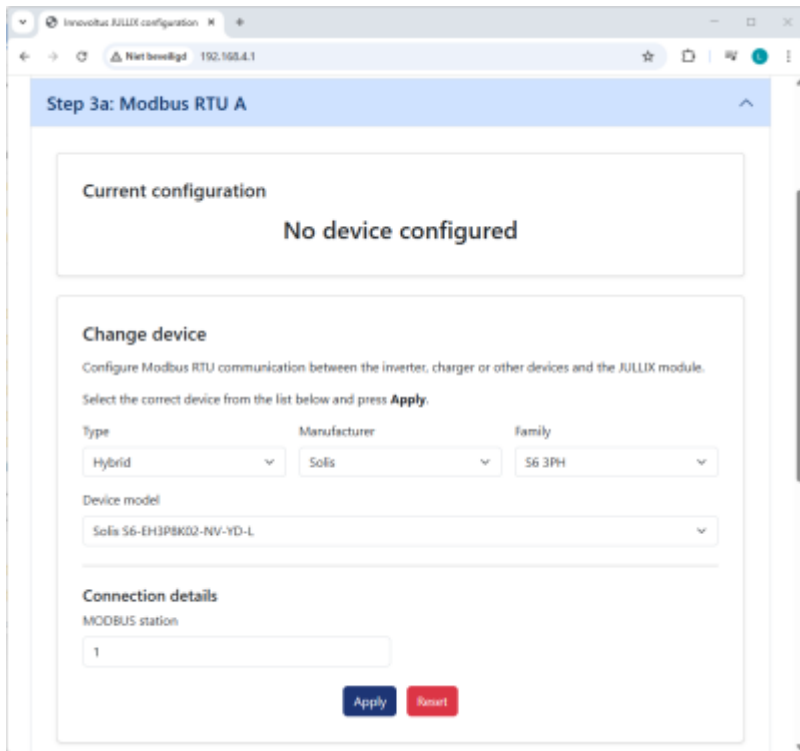 Innovoltus JULLIX configuration
Niet beveiligd 192.168.4.1
L
Step 3a: Modbus RTU A
Current configuration
No device configured
Change device
Configure Modbus RTU communication between the inverter, charger or other devices and the JULLIX module.
Select the correct device from the list below and press Apply.
Type Manufacturer Family
Hybrid Solis S6 3PH
Device model
Solis S6-EH3P8K02-NV-YD-L
Connection details
MODBUS station
1
Apply Reset